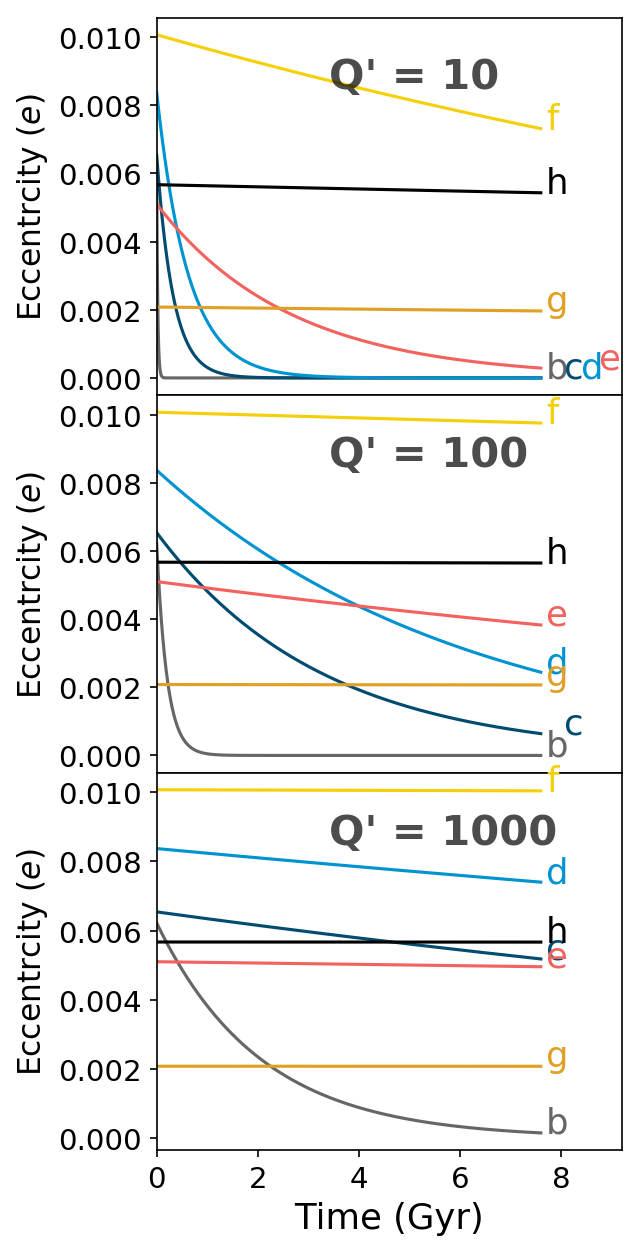 0.010
Q' = 10
0.008
f
0.006
h
Eccentrcity (e)
0.004
0.002
g
0.000
b c d e
0.010
f
Q' = 100
0.008
0.006
h
Eccentrcity (e)
0.004
e
d
0.002
g
c
0.000
b
0.010
f
Q' = 1000
0.008
d
0.006
h
c
e
Eccentrcity (e)
0.004
0.002
g
0.000
b
0 2 4 6 8
Time (Gyr)